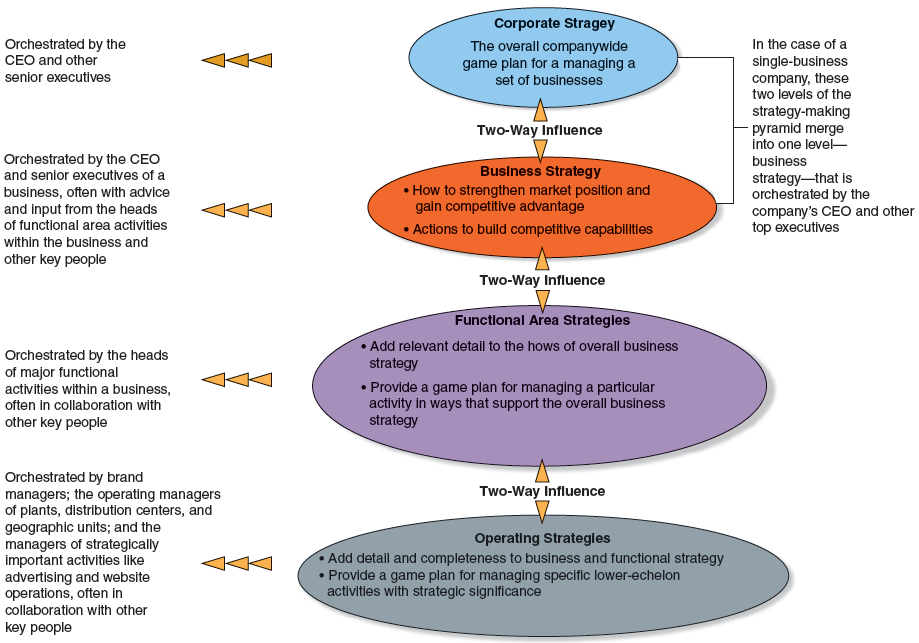 Corporate Stragey
The overall companywide
game plan for a managing a
set of businesses
Orchestrated by the
CEO and other
senior executives
In the case of a
single-business
company, these
two levels of the
strategy-making
pyramid merge
into one level—
business
strategy—that is
orchestrated by the
company's CEO and other
top executives
Two-Way Influence
Orchestrated by the CEO
and senior executives of a
business, often with advice
and input from the heads
of functional area activities
within the business and
other key people
Business Strategy
• How to strengthen market position and
gain competitive advantage
• Actions to build competitive capabilities
Two-Way Influence
Orchestrated by the heads
of major functional
activities within a business,
often in collaboration with
other key people
Functional Area Strategies
• Add relevant detail to the hows of overall business
strategy
• Provide a game plan for managing a particular
activity in ways that support the overall business
strategy
Two-Way Influence
Orchestrated by brand
managers; the operating managers
of plants, distribution centers, and
geographic units; and the
managers of strategically
important activities like
advertising and website
operations, often in
collaboration with other
key people
Operating Strategies
• Add detail and completeness to business and functional strategy
• Provide a game plan for managing specific lower-echelon
activities with strategic significance